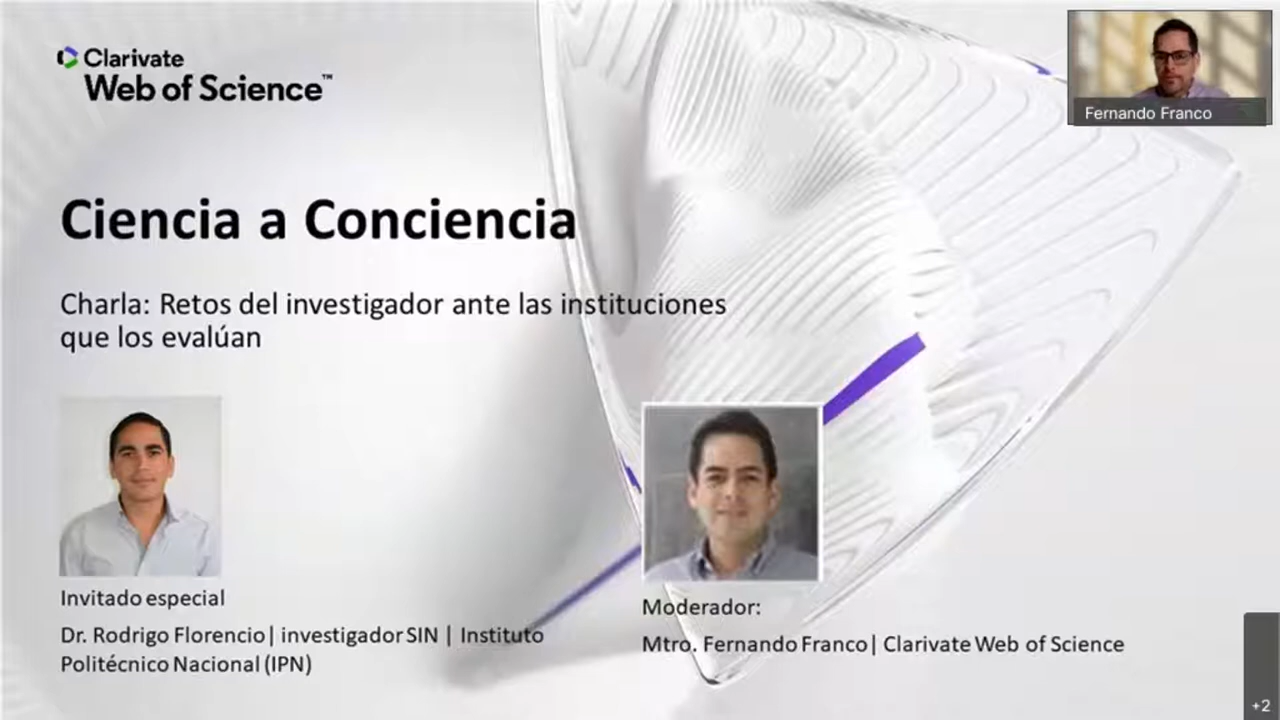 Clarivate
Web of Science™
Fernando Franco
Ciencia a Conciencia
Charla: Retos del investigador ante las instituciones
que los evalúan
Invitado especial
Dr. Rodrigo Florencio| investigador SIN | Instituto
Politécnico Nacional (IPN)
Moderador:
Mtro. Fernando Franco| Clarivate Web of Science
+2